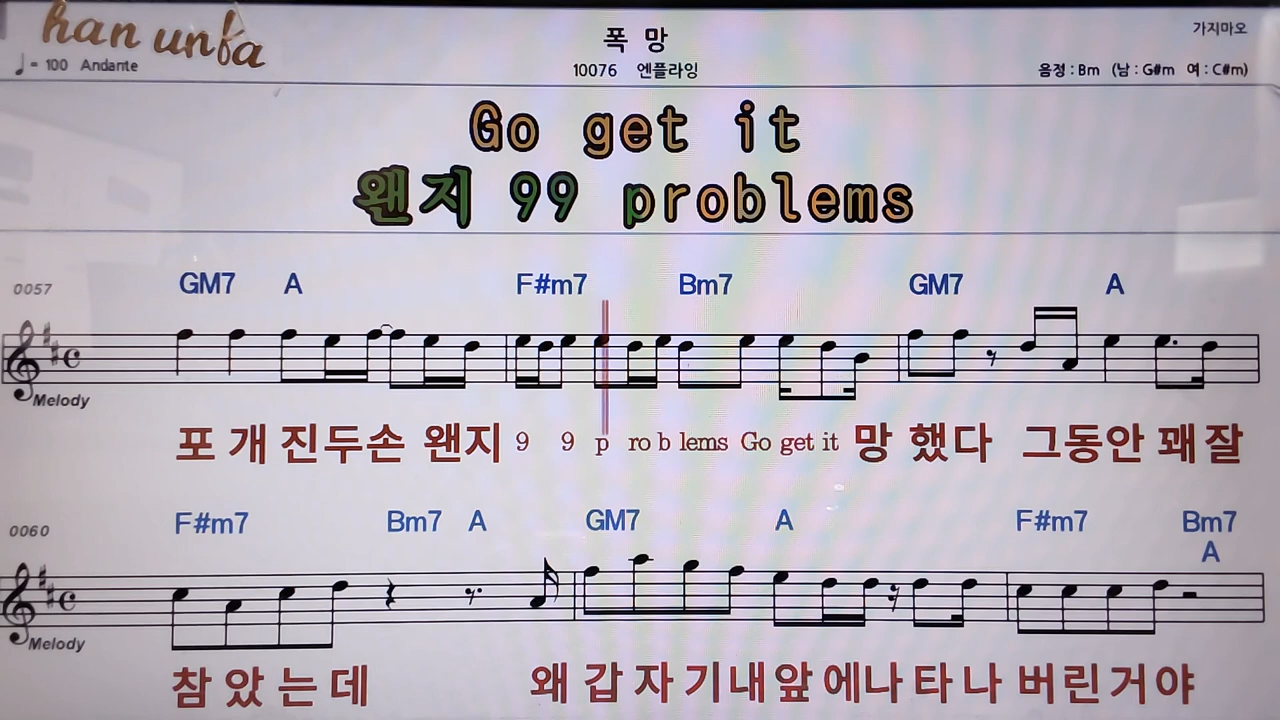 han unfa
♩= 100 Andante
폭 망
10076 엔플라잉
가지마오
음정 : Bm (남 : G#m 여 : C#m)
Go get it
왠지 99 problems
0057 GM7 A F#m7 Bm7 GM7 A
Melody
포 개 진두손 왠지 9 9 p ro b lems Go get it 망 했다 그동안 꽤 잘
0060 F#m7 Bm7 A GM7 A F#m7 Bm7
A
Melody
참 았 는 데 왜 갑 자 기 내 앞 에 나 타 나 버 린 거 야